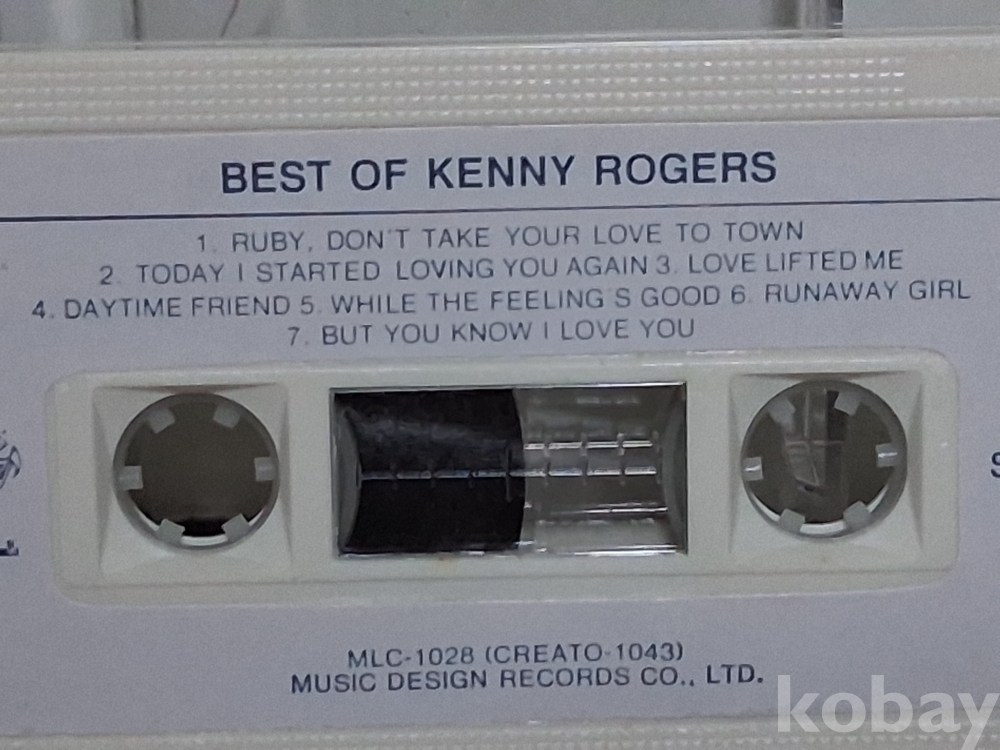 BEST OF KENNY ROGERS
1. RUBY, DON'T TAKE YOUR LOVE TO TOWN
2. TODAY I STARTED LOVING YOU AGAIN 3. LOVE LIFTED ME
4. DAYTIME FRIEND 5. WHILE THE FEELING'S GOOD 6. RUNAWAY GIRL
7. BUT YOU KNOW I LOVE YOU
MLC-1028 (CREATO-1043)
MUSIC DESIGN RECORDS CO., LTD.
kobay